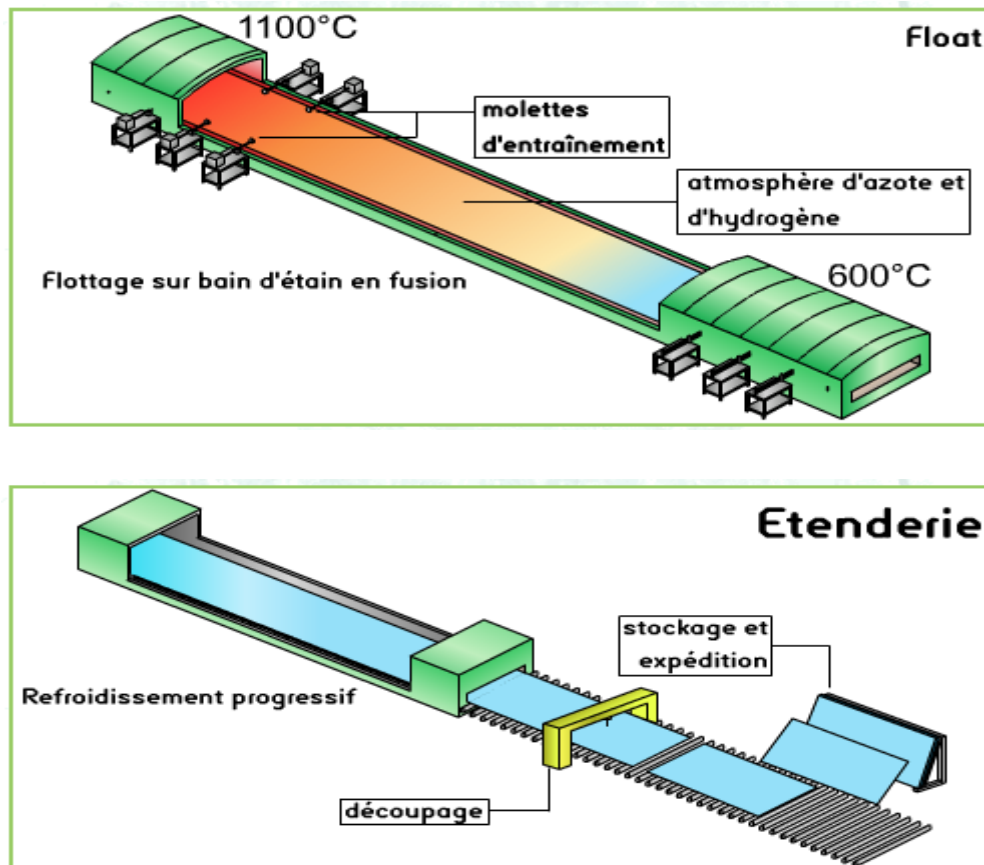 1100°C
Float
molettes
d'entraînement
atmosphère d'azote et
d'hydrogène
600°C
Flottage sur bain d'étain en fusion
Etenderie
stockage et
expédition
Refroidissement progressif
découpage